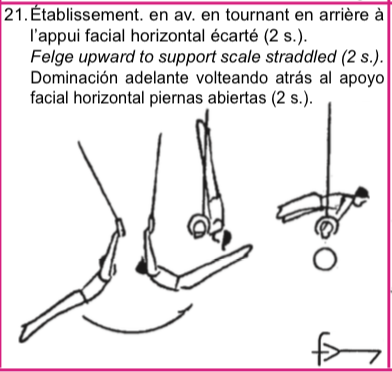 21. Établissement. en av. en tournant en arrière à
l'appui facial horizontal écarté (2 s.).
Felge upward to support scale straddled (2 s.).
Dominación adelante volteando atrás al apoyo
facial horizontal piernas abiertas (2 s.).